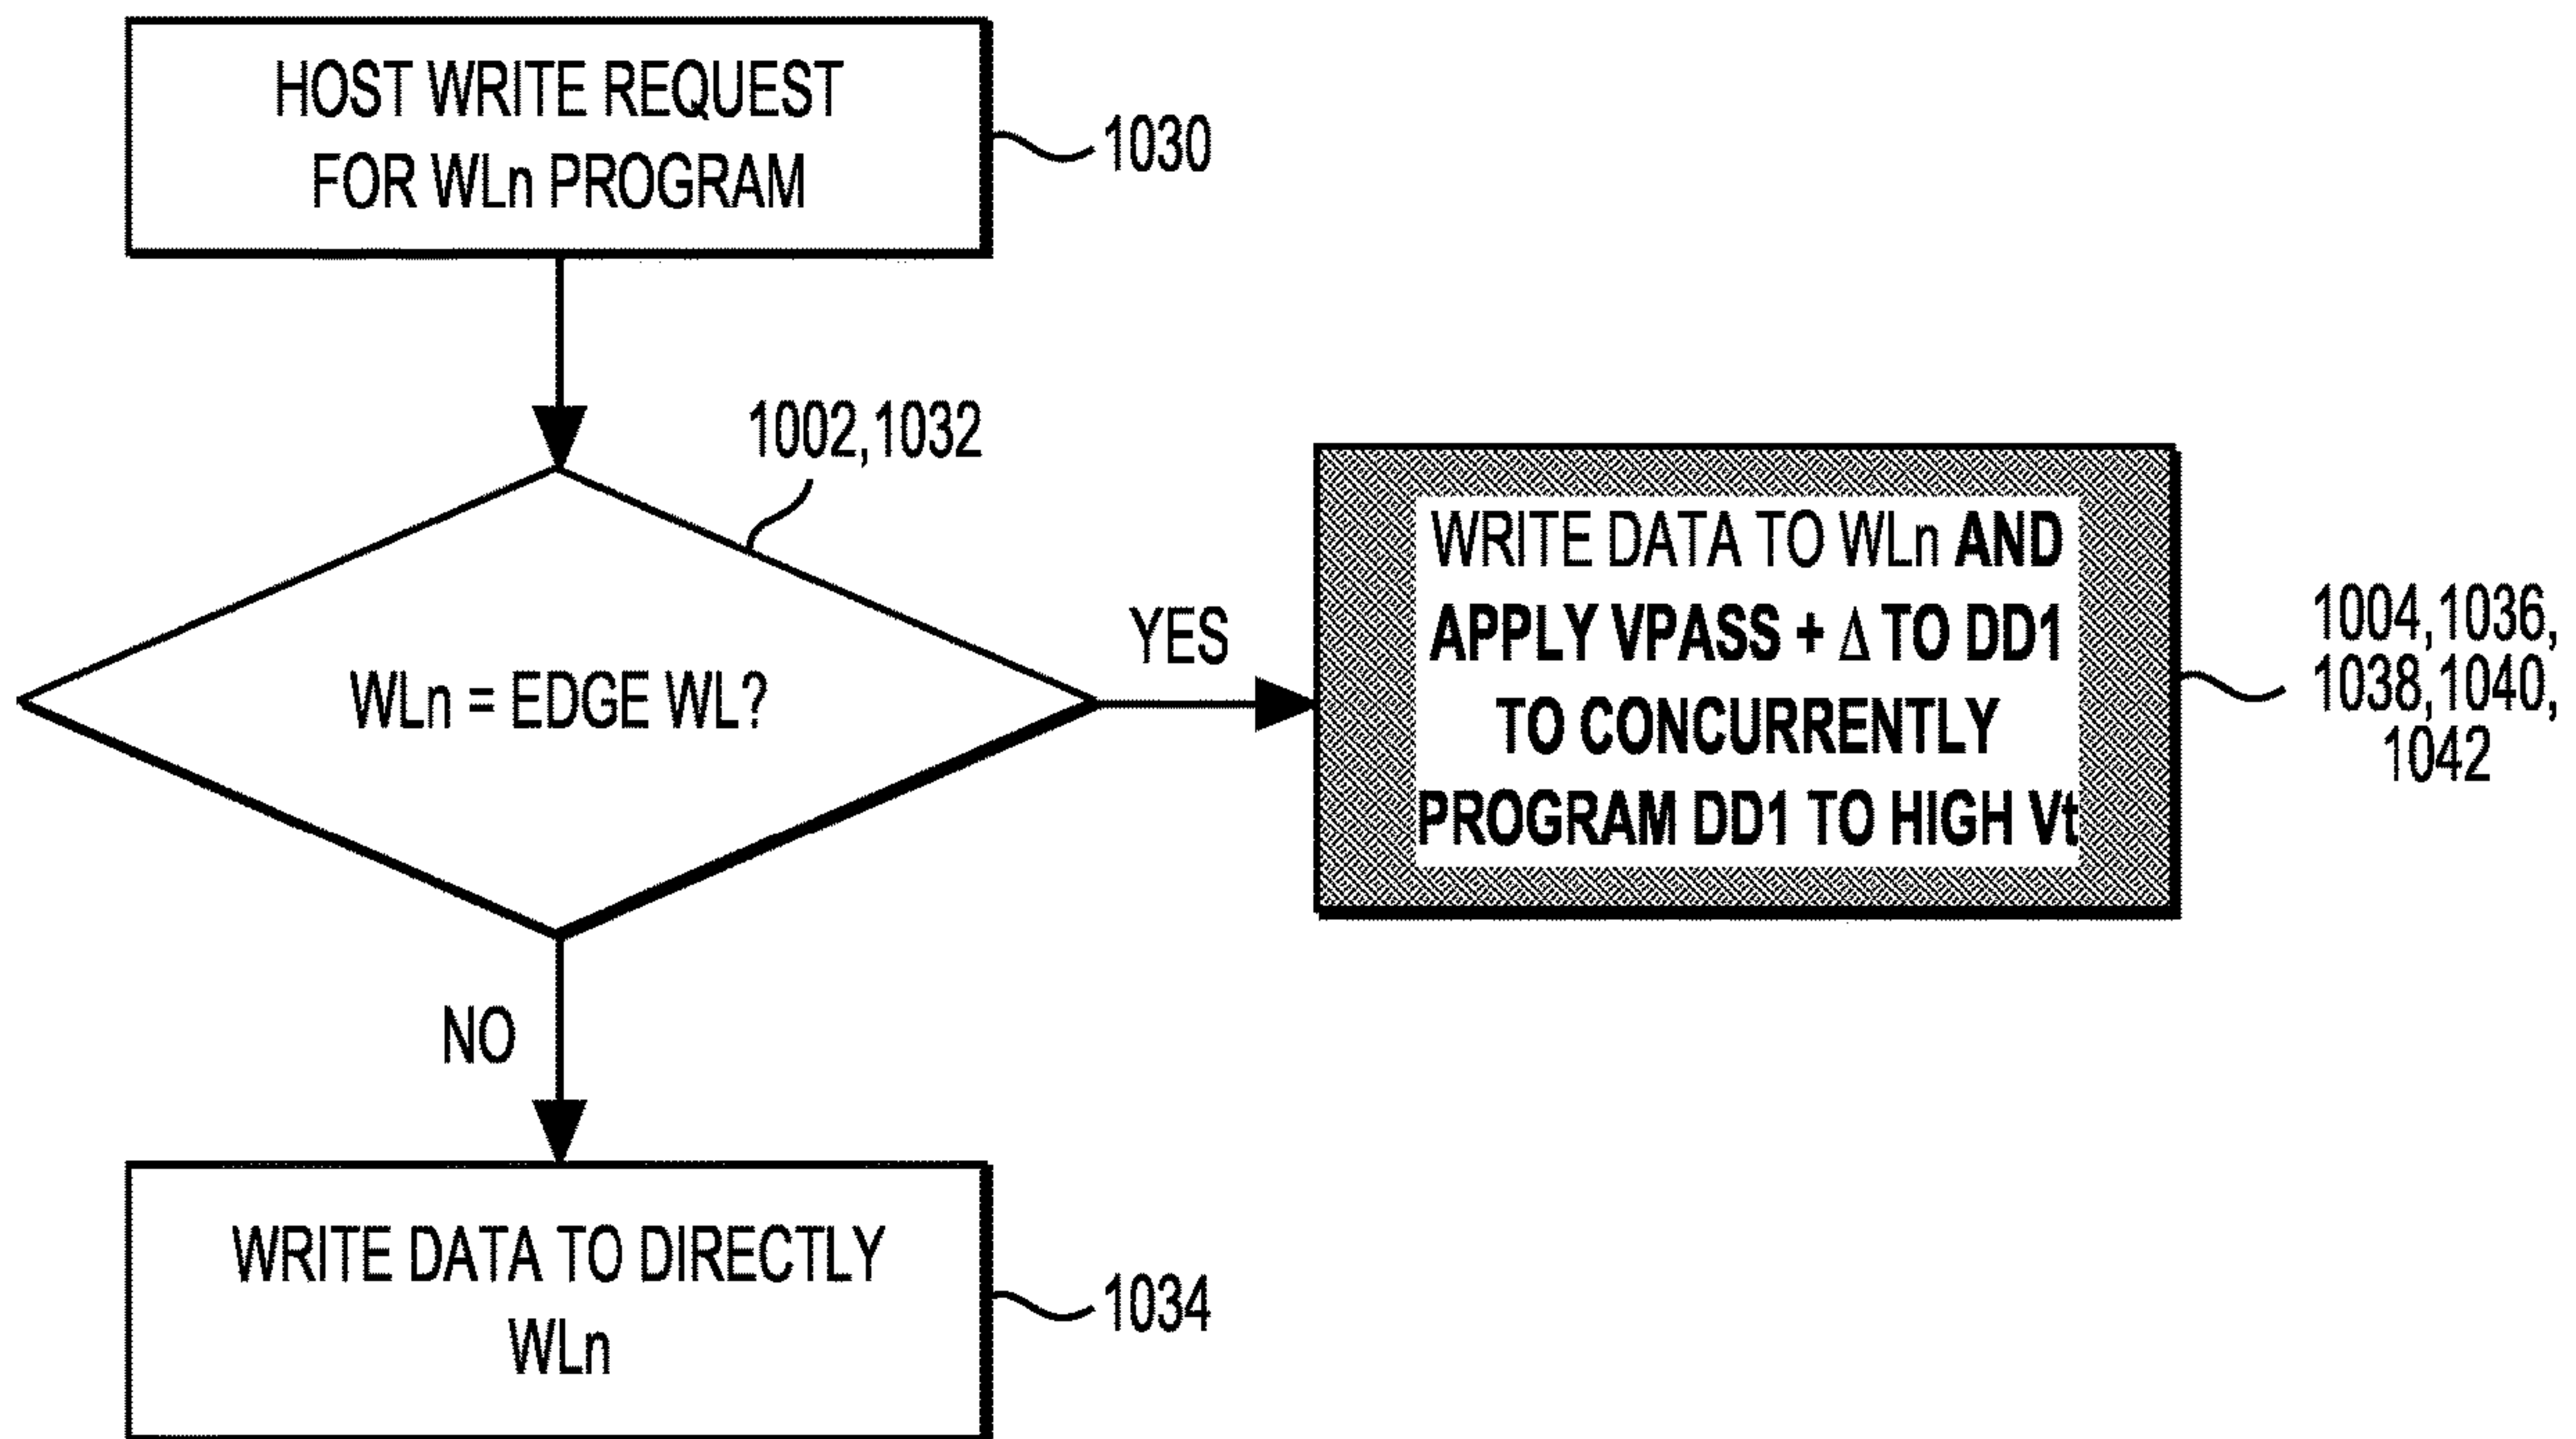 HOST WRITE REQUEST
FOR WLn PROGRAM
1030
1002,1032
WLn = EDGE WL?
YES
WRITE DATA TO WLn AND
APPLY VPASS + Δ TO DD1
TO CONCURRENTLY
PROGRAM DD1 TO HIGH Vt
1004,1036,
1038,1040,
1042
NO
WRITE DATA TO DIRECTLY
WLn
1034